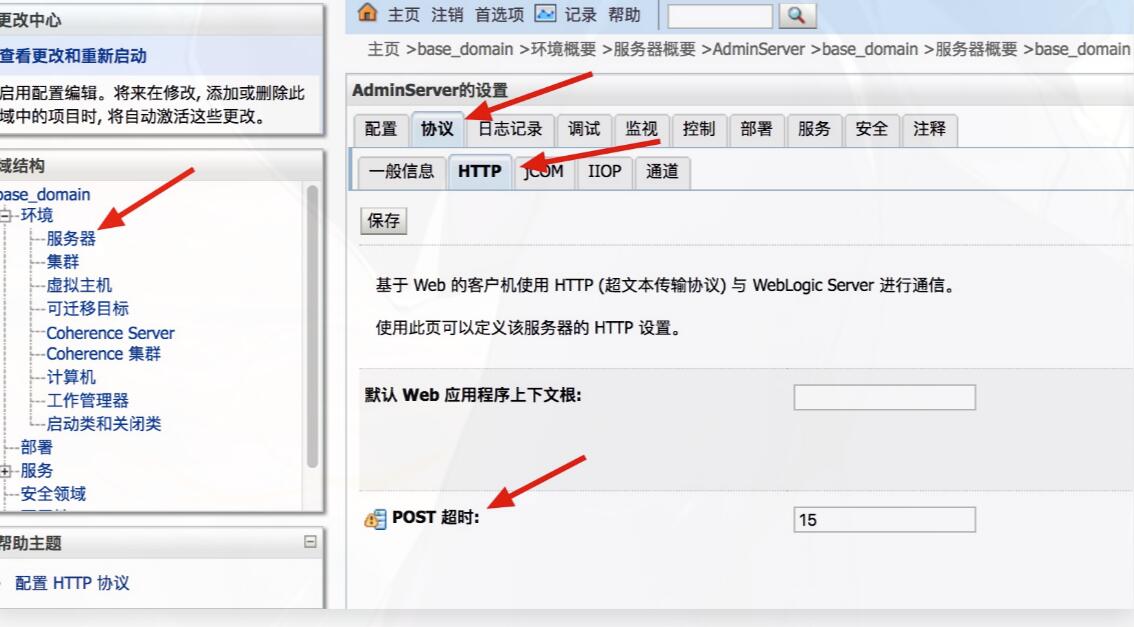 更改中心
查看更改和重新启动
启用配置编辑。将来在修改, 添加或删除此
域中的项目时, 将自动激活这些更改。
域结构
base_domain
环境
服务器
集群
虚拟主机
可迁移目标
Coherence Server
Coherence 集群
计算机
工作管理器
启动类和关闭类
部署
服务
安全领域
帮助主题
配置 HTTP 协议
主页 注销 首选项 记录 帮助
主页 >base_domain >环境概要 >服务器概要 >AdminServer >base_domain >服务器概要 >base_domain
AdminServer的设置
配置 协议 日志记录 调试 监视 控制 部署 服务 安全 注释
一般信息 HTTP jCOM IIOP 通道
保存
基于 Web 的客户机使用 HTTP (超文本传输协议) 与 WebLogic Server 进行通信。
使用此页可以定义该服务器的 HTTP 设置。
默认 Web 应用程序上下文根:
POST 超时: 15